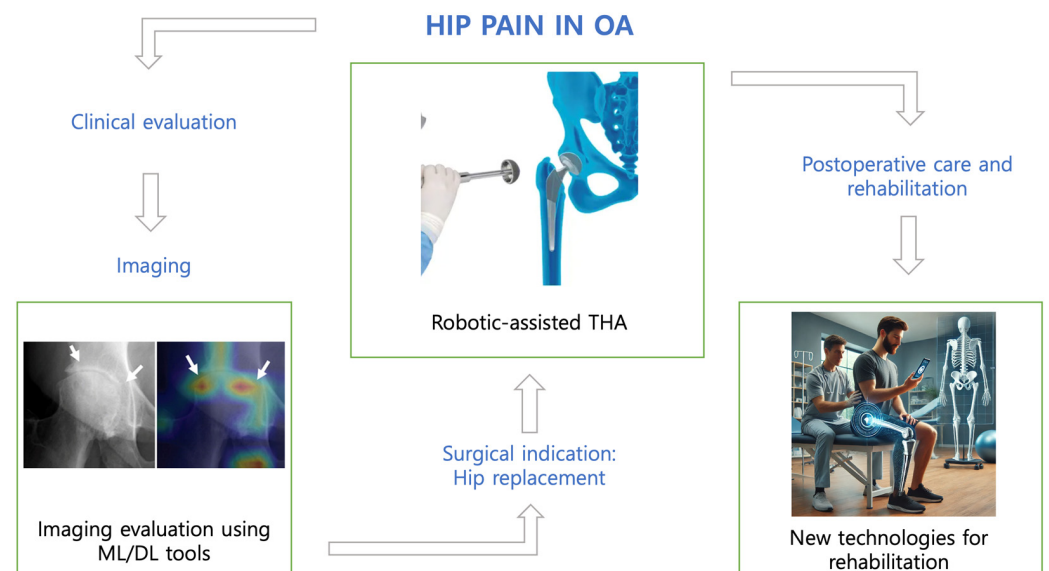 HIP PAIN IN OA
Clinical evaluation
Imaging
Imaging evaluation using
ML/DL tools
Surgical indication:
Hip replacement
Robotic-assisted THA
Postoperative care and
rehabilitation
New technologies for
rehabilitation